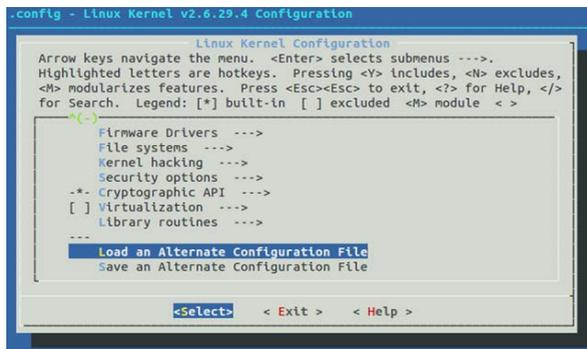 .config - Linux Kernel v2.6.29.4 Configuration
Linux Kernel Configuration
Arrow keys navigate the menu. <Enter> selects submenus --->.
Highlighted letters are hotkeys. Pressing <Y> includes, <N> excludes,
<M> modularizes features. Press <Esc><Esc> to exit, <?> for Help, </>
for Search. Legend: [*] built-in [ ] excluded <M> module < >
^(-)
Firmware Drivers --->
File systems --->
Kernel hacking --->
Security options --->
-*- Cryptographic API --->
[ ] Virtualization --->
Library routines --->
---
Load an Alternate Configuration File
Save an Alternate Configuration File
<Select> < Exit > < Help >